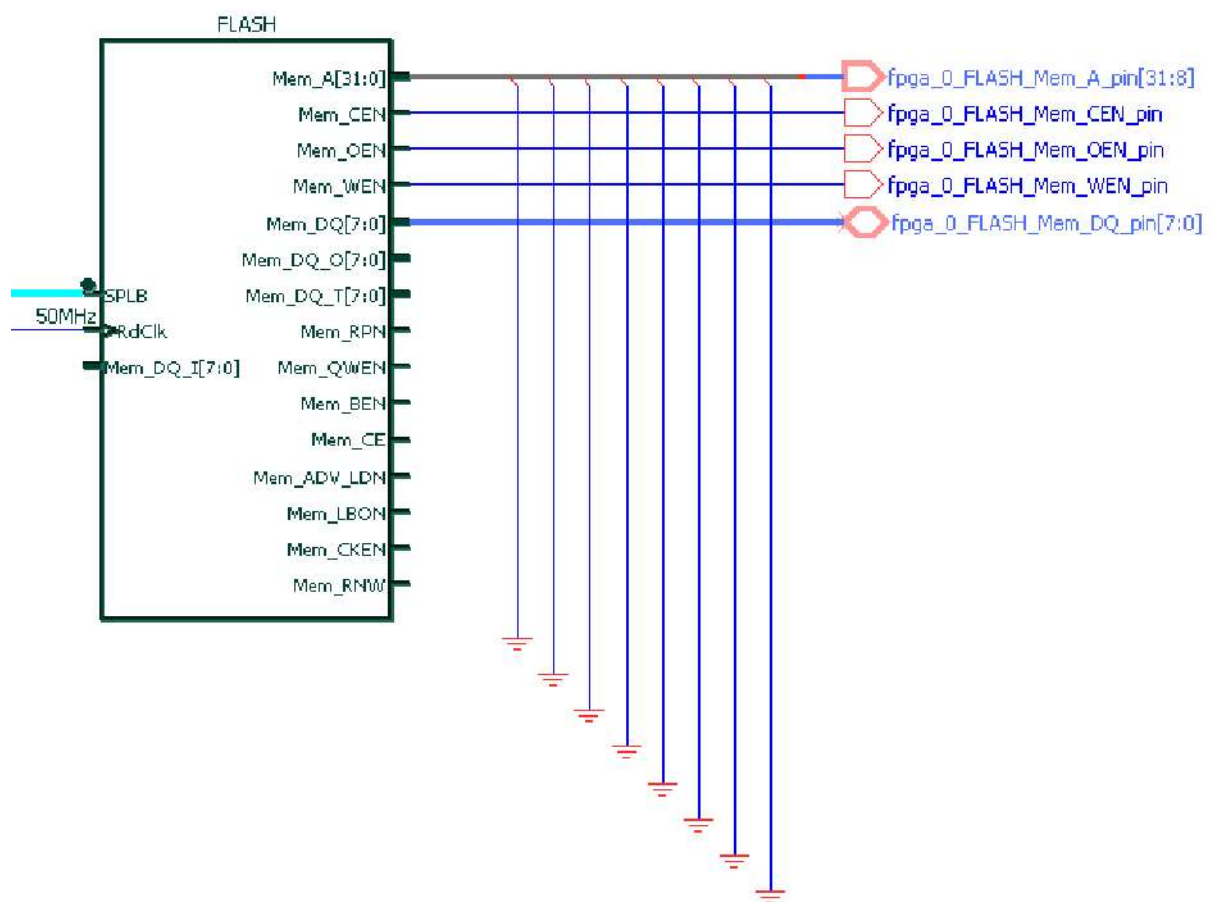 FLASH
Mem_A[31:0]
fpga_0_FLASH_Mem_A_pin[31:8]
Mem_CEN
fpga_0_FLASH_Mem_CEN_pin
Mem_OEN
fpga_0_FLASH_Mem_OEN_pin
Mem_WEN
fpga_0_FLASH_Mem_WEN_pin
Mem_DQ[7:0]
fpga_0_FLASH_Mem_DQ_pin[7:0]
Mem_DQ_O[7:0]
SPLB
Mem_DQ_T[7:0]
50MHz
RdClk
Mem_RPN
Mem_DQ_I[7:0]
Mem_QWEN
Mem_BEN
Mem_CE
Mem_ADV_LDN
Mem_LBON
Mem_CKEN
Mem_RNW